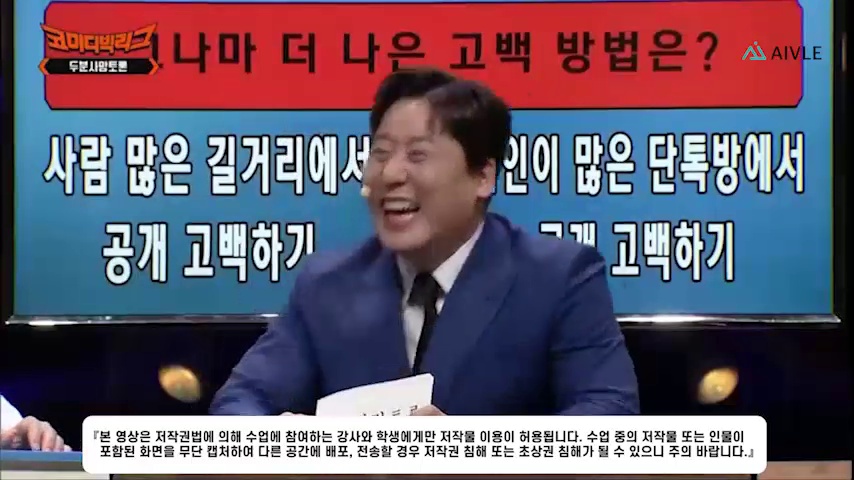 코미디빅리그
두분사망토론
나마 더 나은 고백 방법은?
AIVLE
사람 많은 길거리에서
인이 많은 단톡방에서
공개 고백하기
고백하기
토론
『본 영상은 저작권법에 의해 수업에 참여하는 강사와 학생에게만 저작물 이용이 허용됩니다. 수업 중의 저작물 또는 인물이
포함된 화면을 무단 캡처하여 다른 공간에 배포, 전송할 경우 저작권 침해 또는 초상권 침해가 될 수 있으니 주의 바랍니다.』